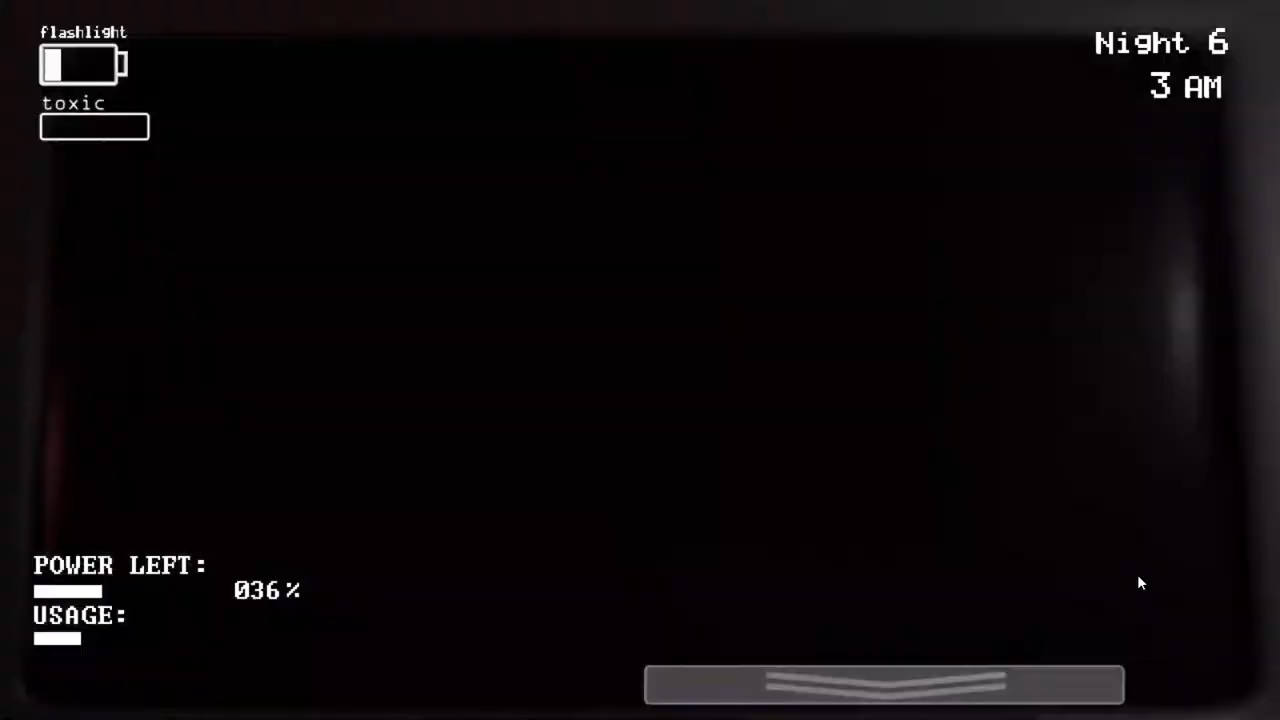 flashlight
Night 6
3 AM
toxic
POWER LEFT:
036%
USAGE: